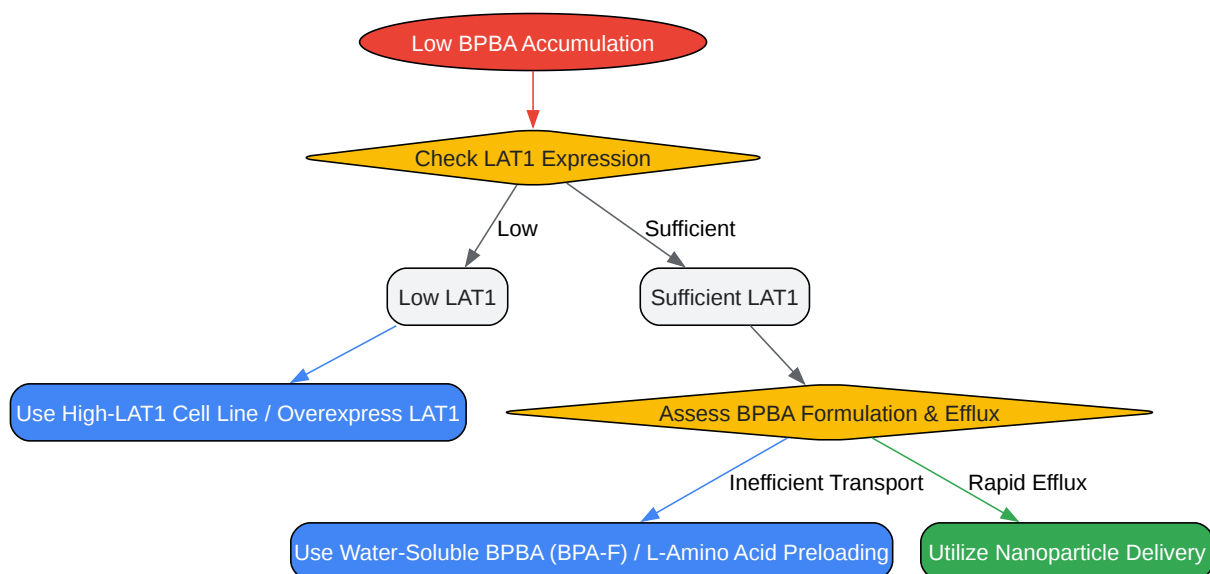 Low BPBA Accumulation
Check LAT1 Expression
Low
Sufficient
Low LAT1
Sufficient LAT1
Use High-LAT1 Cell Line / Overexpress LAT1
Assess BPBA Formulation & Efflux
Inefficient Transport
Rapid Efflux
Use Water-Soluble BPBA (BPA-F) / L-Amino Acid Preloading
Utilize Nanoparticle Delivery